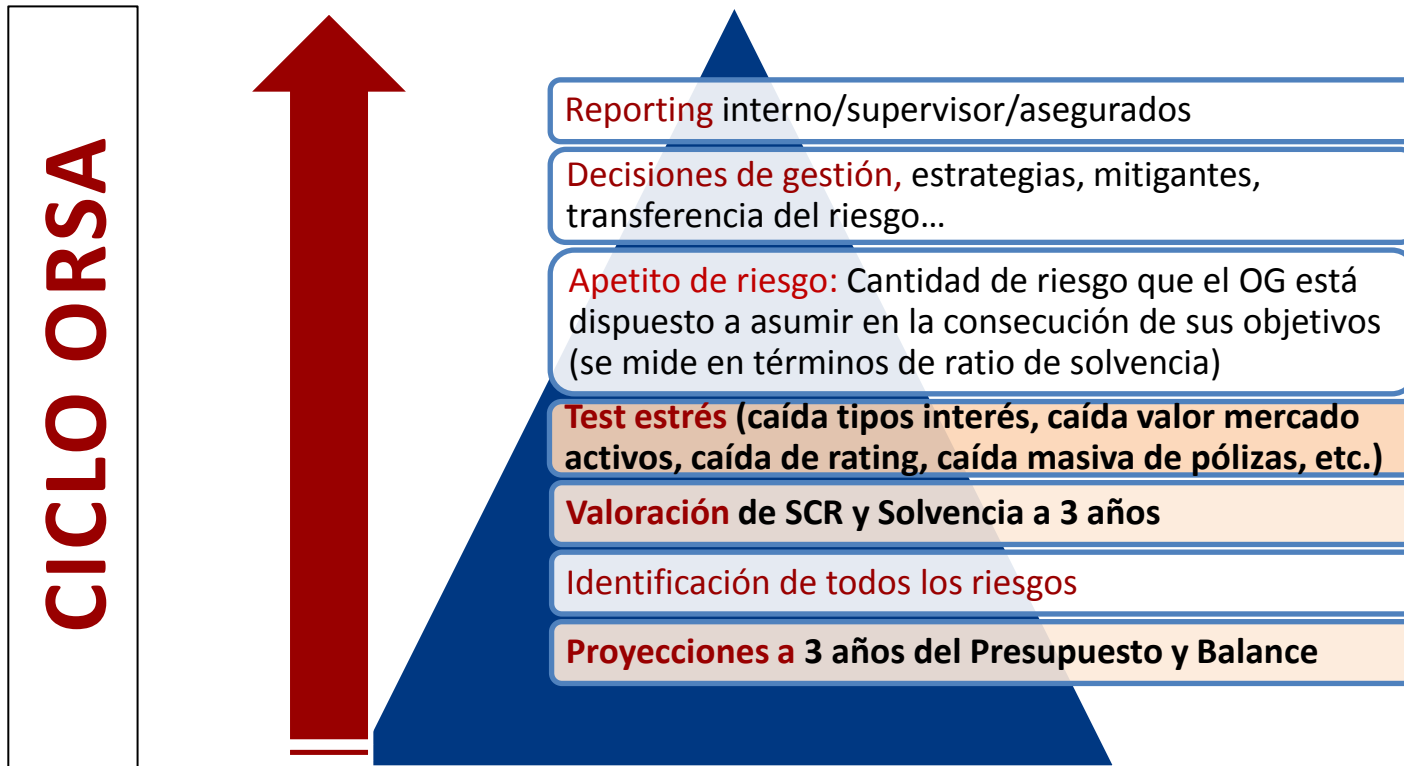 CICLO ORSA
Reporting interno/supervisor/asegurados
Decisiones de gestión, estrategias, mitigantes,
transferencia del riesgo…
Apetito de riesgo: Cantidad de riesgo que el OG está
dispuesto a asumir en la consecución de sus objetivos
(se mide en términos de ratio de solvencia)
Test estrés (caída tipos interés, caída valor mercado
activos, caída de rating, caída masiva de pólizas, etc.)
Valoración de SCR y Solvencia a 3 años
Identificación de todos los riesgos
Proyecciones a 3 años del Presupuesto y Balance